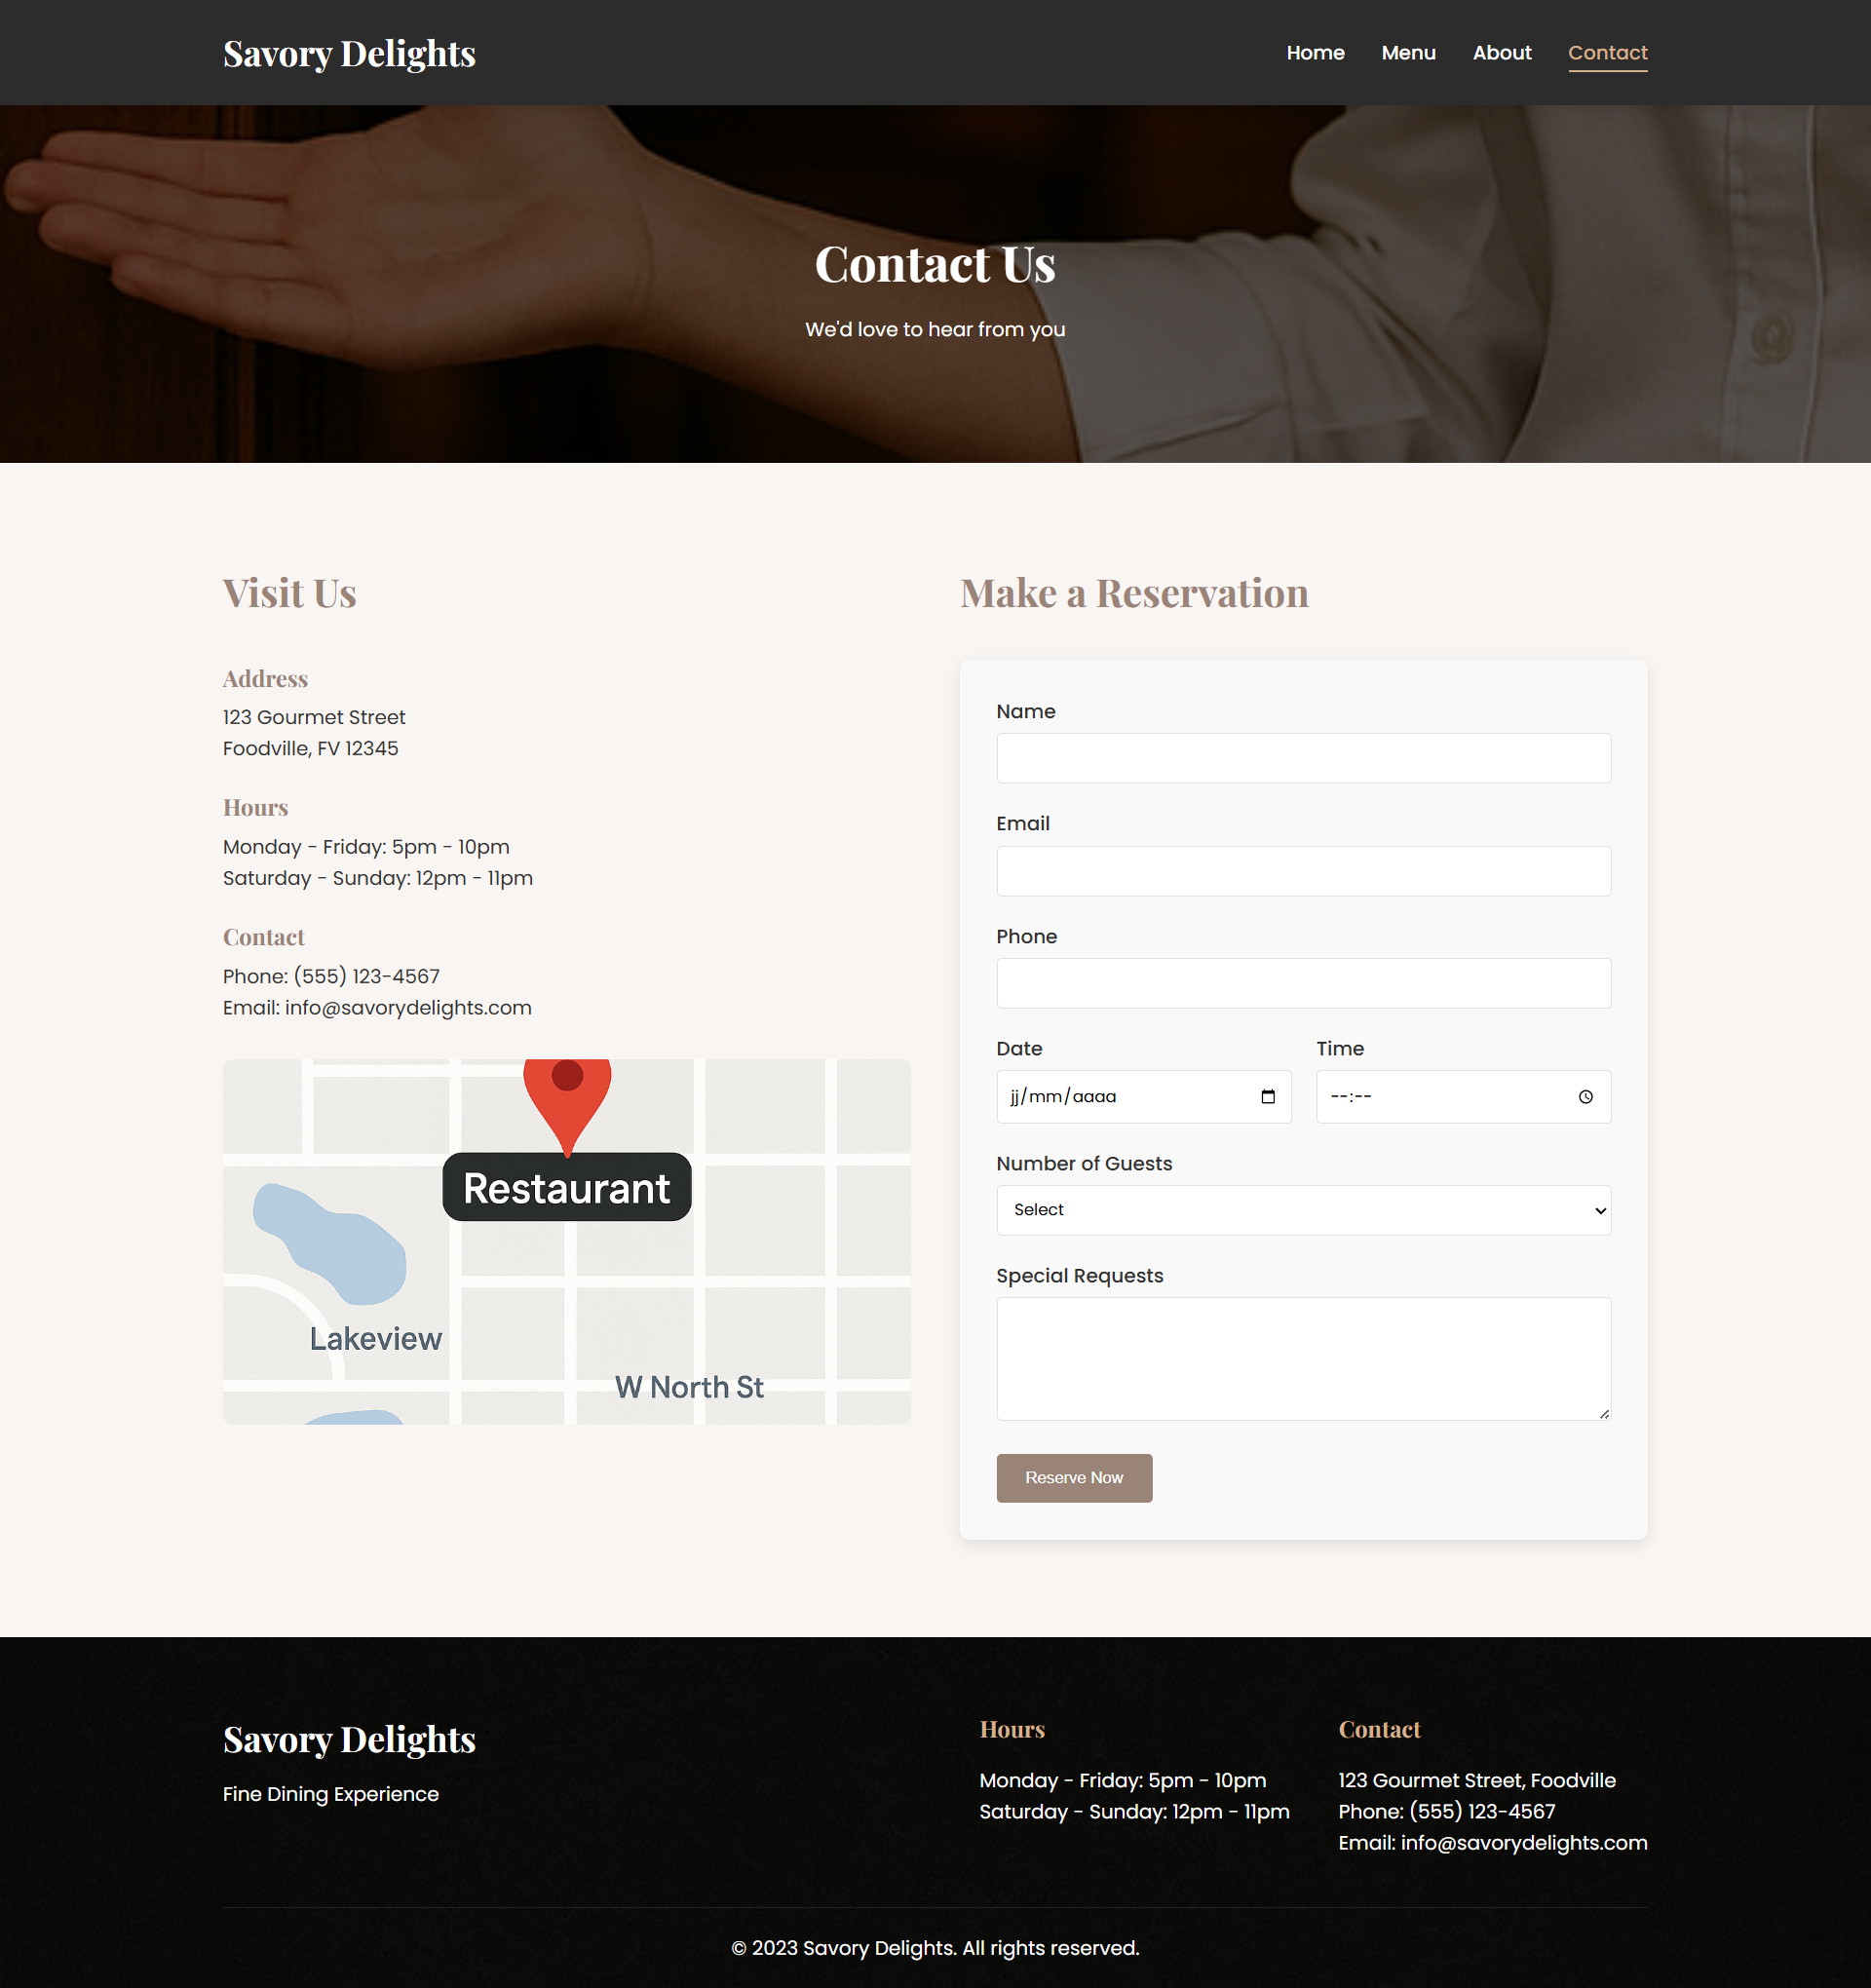 Savory Delights
Home Menu About Contact
Contact Us
We'd love to hear from you
Visit Us
Address
123 Gourmet Street
Foodville, FV 12345
Hours
Monday - Friday: 5pm - 10pm
Saturday - Sunday: 12pm - 11pm
Contact
Phone: (555) 123-4567
Email: info@savorydelights.com
Restaurant
Lakeview
W North St
Make a Reservation
Name
Email
Phone
Date Time
jj/mm/aaaa --:--
Number of Guests
Select
Special Requests
Reserve Now
Savory Delights
Fine Dining Experience
Hours
Monday - Friday: 5pm - 10pm
Saturday - Sunday: 12pm - 11pm
Contact
123 Gourmet Street, Foodville
Phone: (555) 123-4567
Email: info@savorydelights.com
© 2023 Savory Delights. All rights reserved.